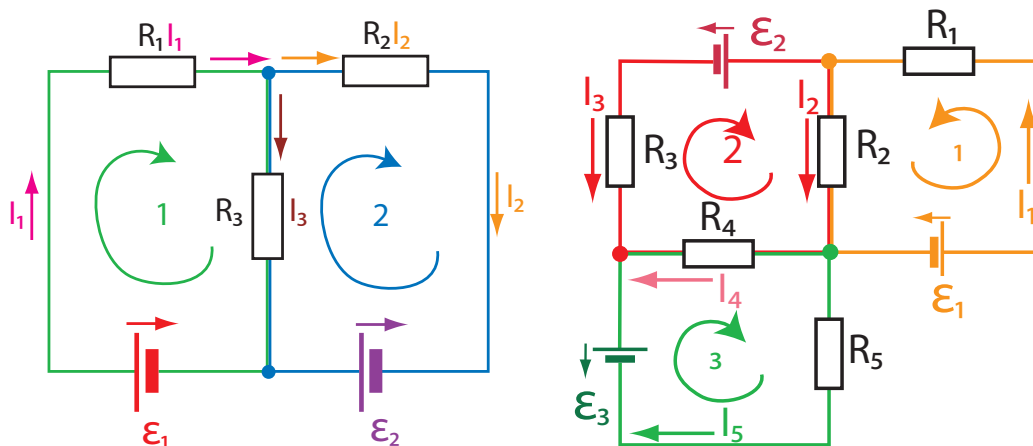 R₁I₁
R₂I₂
I₁
1
R₃
I₃
2
I₂
ε₁
ε₂
ε₂
R₁
I₃
R₃
2
I₂
R₂
1
I₁
R₄
I₄
ε₁
ε₃
3
R₅
I₅